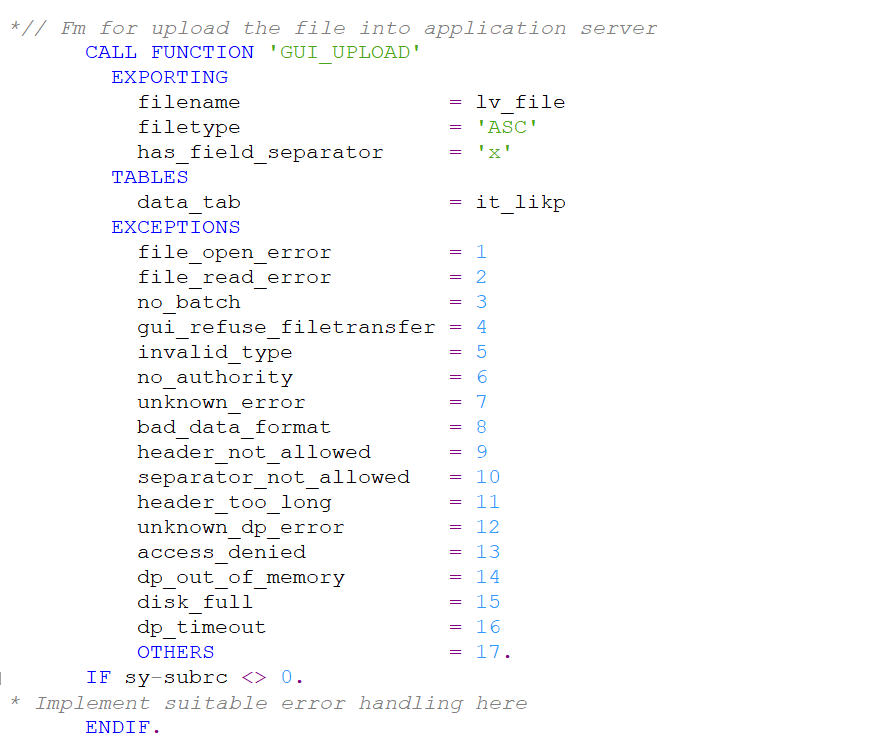 *// Fm for upload the file into application server
CALL FUNCTION 'GUI_UPLOAD'
EXPORTING
filename = lv_file
filetype = 'ASC'
has_field_separator = 'x'
TABLES
data_tab = it_likp
EXCEPTIONS
file_open_error = 1
file_read_error = 2
no_batch = 3
gui_refuse_filetransfer = 4
invalid_type = 5
no_authority = 6
unknown_error = 7
bad_data_format = 8
header_not_allowed = 9
separator_not_allowed = 10
header_too_long = 11
unknown_dp_error = 12
access_denied = 13
dp_out_of_memory = 14
disk_full = 15
dp_timeout = 16
OTHERS = 17.
IF sy-subrc <> 0.
* Implement suitable error handling here
ENDIF.